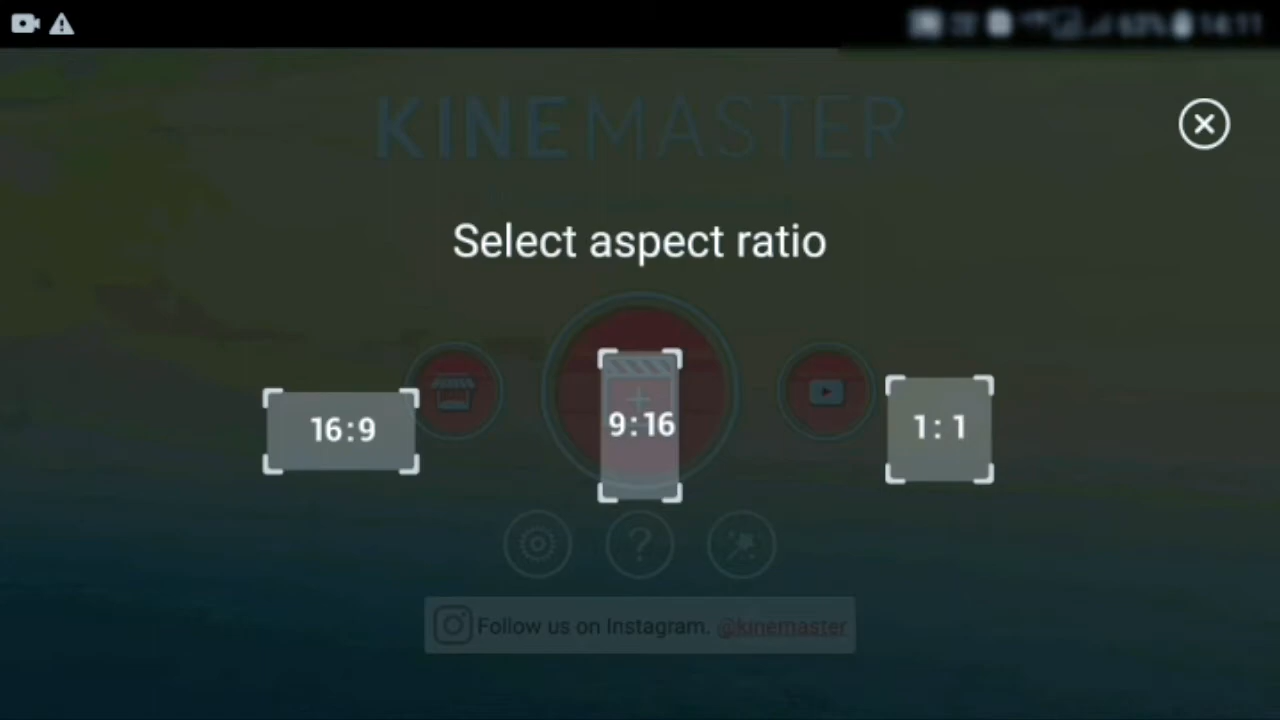 KINEMASTER
Select aspect ratio
16:9
9:16
1:1
Follow us on Instagram. @kinemaster